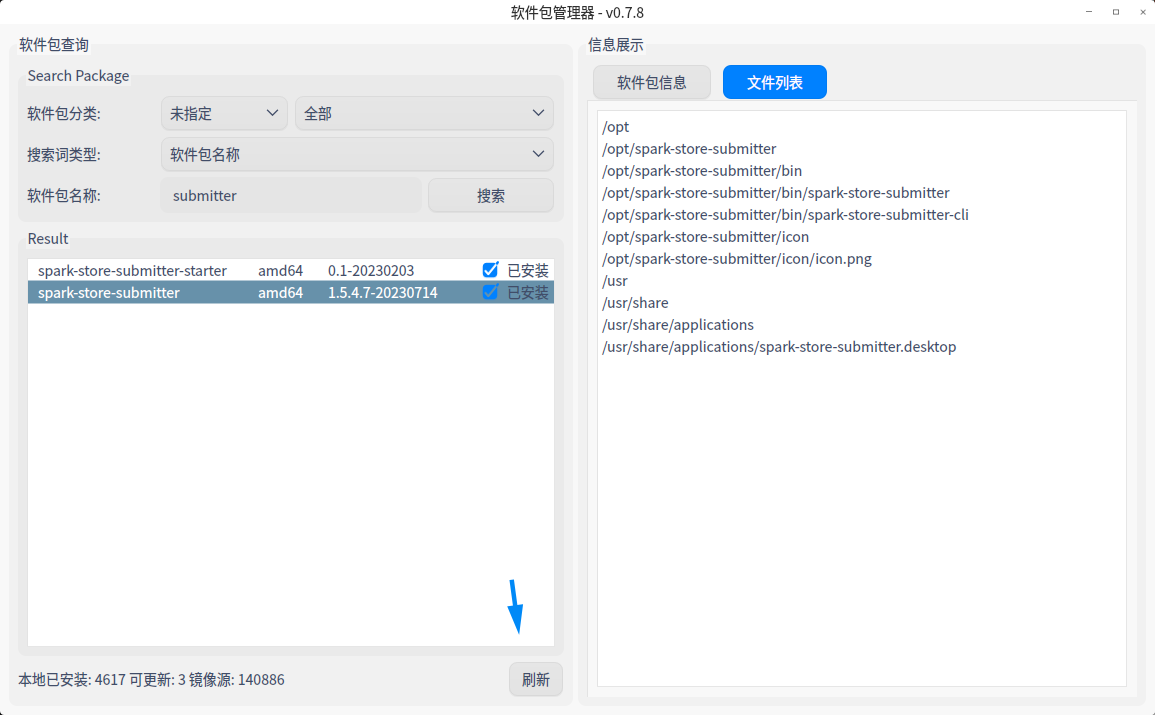 软件包管理器 - v0.7.8
软件包查询
Search Package
软件包分类: 未指定 全部
搜索词类型: 软件包名称
软件包名称: submitter 搜索
Result
spark-store-submitter-starter amd64 0.1-20230203 已安装
spark-store-submitter amd64 1.5.4.7-20230714 已安装
本地已安装: 4617 可更新: 3 镜像源: 140886 刷新
信息展示
软件包信息 文件列表
/opt
/opt/spark-store-submitter
/opt/spark-store-submitter/bin
/opt/spark-store-submitter/bin/spark-store-submitter
/opt/spark-store-submitter/bin/spark-store-submitter-cli
/opt/spark-store-submitter/icon
/opt/spark-store-submitter/icon/icon.png
/usr
/usr/share
/usr/share/applications
/usr/share/applications/spark-store-submitter.desktop